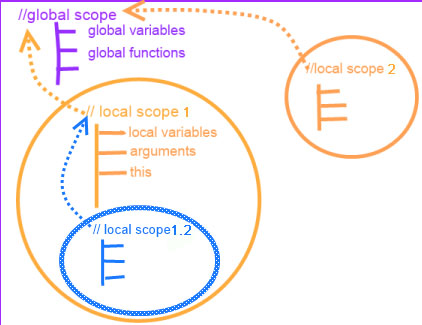 //global scope
global variables
global functions
//local scope 2
// local scope 1
local variables
arguments
this
// local scope1.2